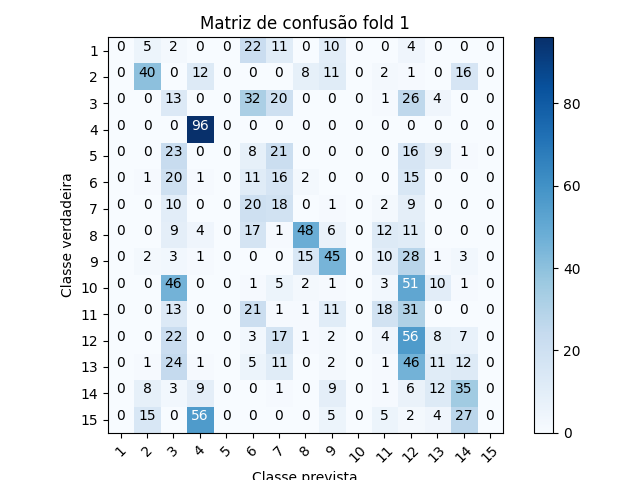 Matriz de confusão fold 1
1 0 5 2 0 0 22 11 0 10 0 0 4 0 0 0
2 0 40 0 12 0 0 0 8 11 0 2 1 0 16 0
3 0 0 13 0 0 32 20 0 0 0 1 26 4 0 0
4 0 0 0 96 0 0 0 0 0 0 0 0 0 0 0
5 0 0 23 0 0 8 21 0 0 0 0 16 9 1 0
6 0 1 20 1 0 11 16 2 0 0 0 15 0 0 0
7 0 0 10 0 0 20 18 0 1 0 2 9 0 0 0
8 0 0 9 4 0 17 1 48 6 0 12 11 0 0 0
9 0 2 3 1 0 0 0 15 45 0 10 28 1 3 0
10 0 0 46 0 0 1 5 2 1 0 3 51 10 1 0
11 0 0 13 0 0 21 1 1 11 0 18 31 0 0 0
12 0 0 22 0 0 3 17 1 2 0 4 56 8 7 0
13 0 1 24 1 0 5 11 0 2 0 1 46 11 12 0
14 0 8 3 9 0 0 1 0 9 0 1 6 12 35 0
15 0 15 0 56 0 0 0 0 5 0 5 2 4 27 0
1 2 3 4 5 6 7 8 9 10 11 12 13 14 15
Classe verdadeira
Classe prevista
80
60
40
20
0